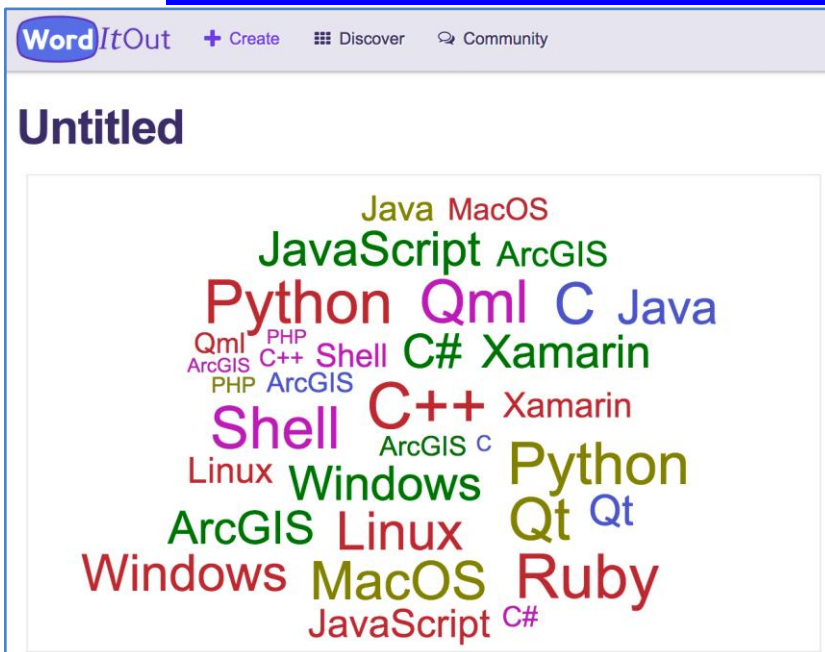 WordItOut + Create Discover Community
Untitled
Java MacOS
JavaScript ArcGIS
Python Qml C Java
Qml PHP
ArcGIS C++ Shell C# Xamarin
PHP ArcGIS
Shell C++ Xamarin
ArcGIS C
Linux Windows Python
ArcGIS Linux Qt Qt
Windows MacOS Ruby
JavaScript C#